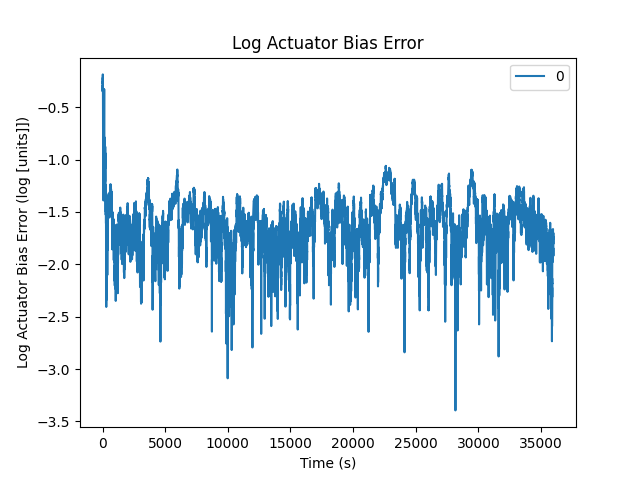 Log Actuator Bias Error
Log Actuator Bias Error (log [units]])
0
−0.5
−1.0
−1.5
−2.0
−2.5
−3.0
−3.5
0 5000 10000 15000 20000 25000 30000 35000
Time (s)